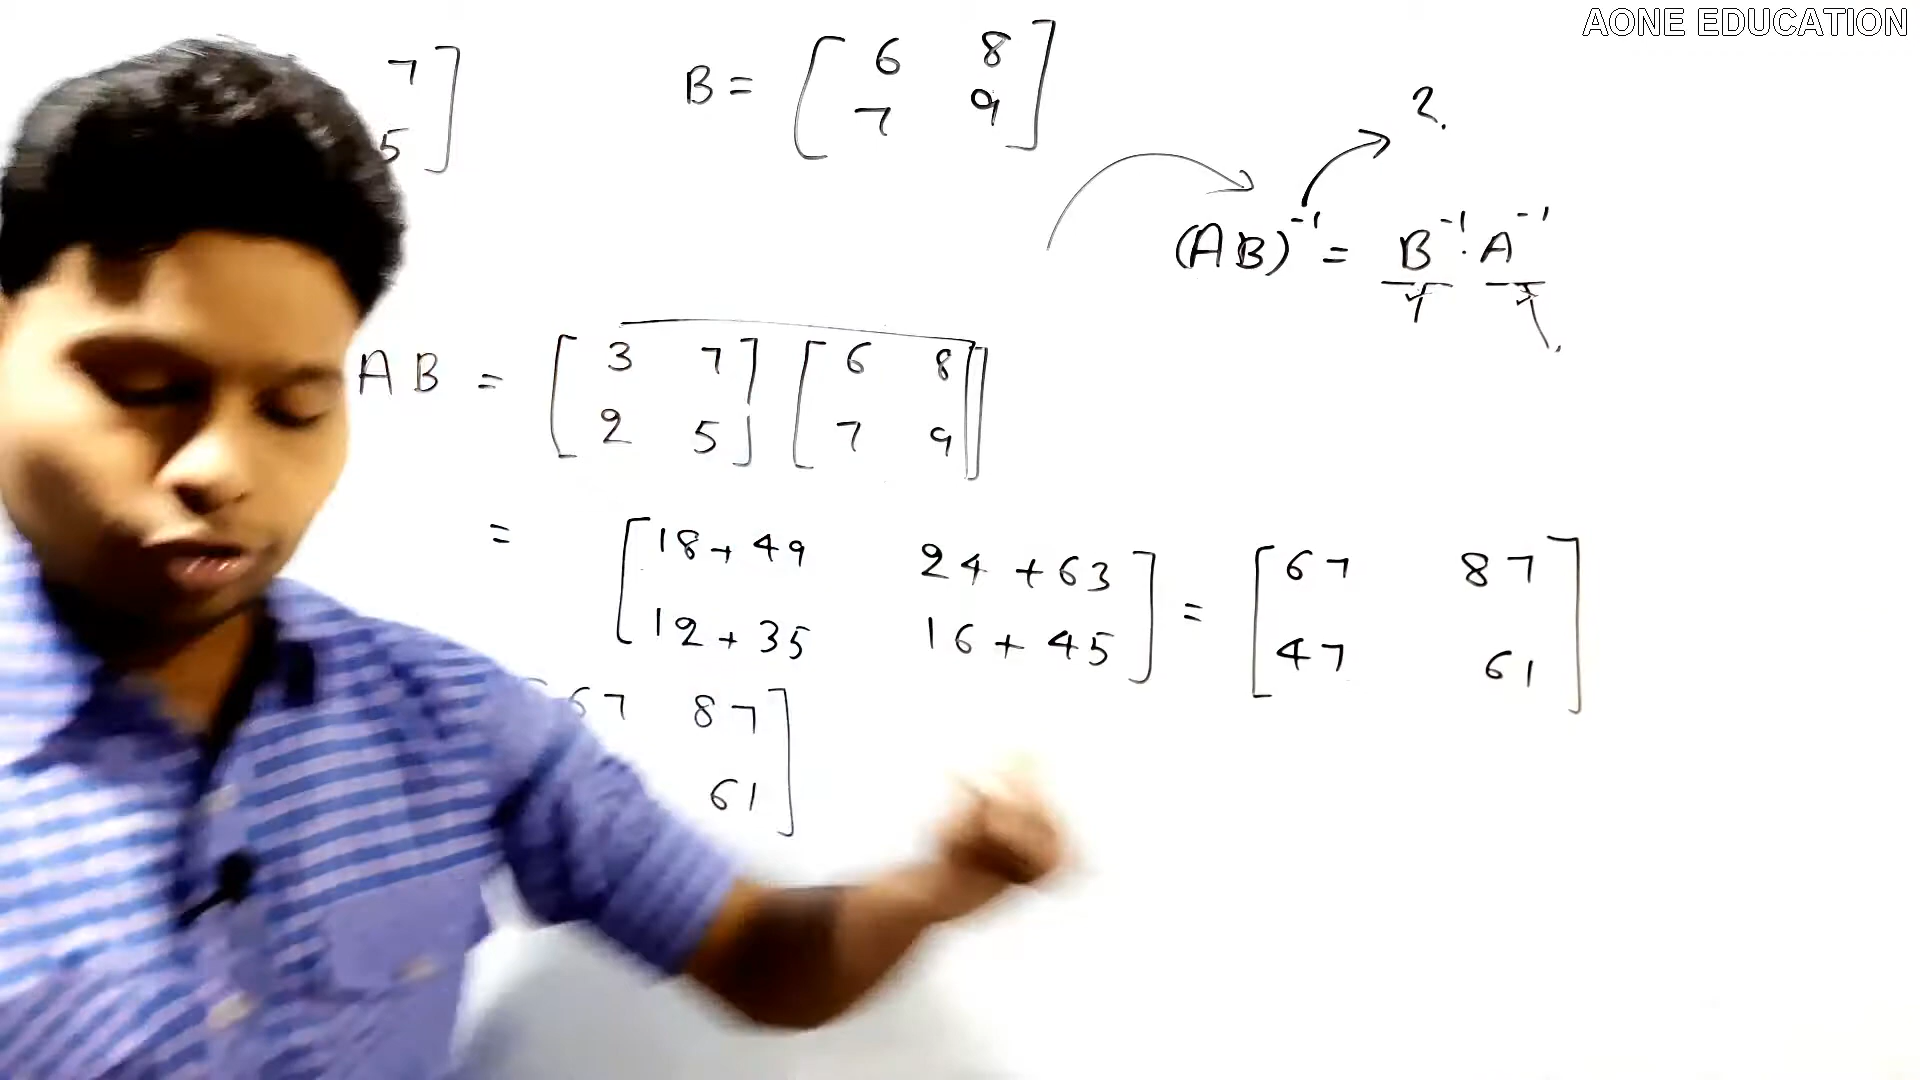 AONE EDUCATION
7
5
B = [ 6 8
7 9 ]
?
(AB)⁻¹ = B⁻¹ · A⁻¹
AB = [ 3 7 ] [ 6 8 ]
2 5 7 9
= [ 18 + 49 24 + 63 ] = [ 67 87 ]
12 + 35 16 + 45 47 61
67 87
61